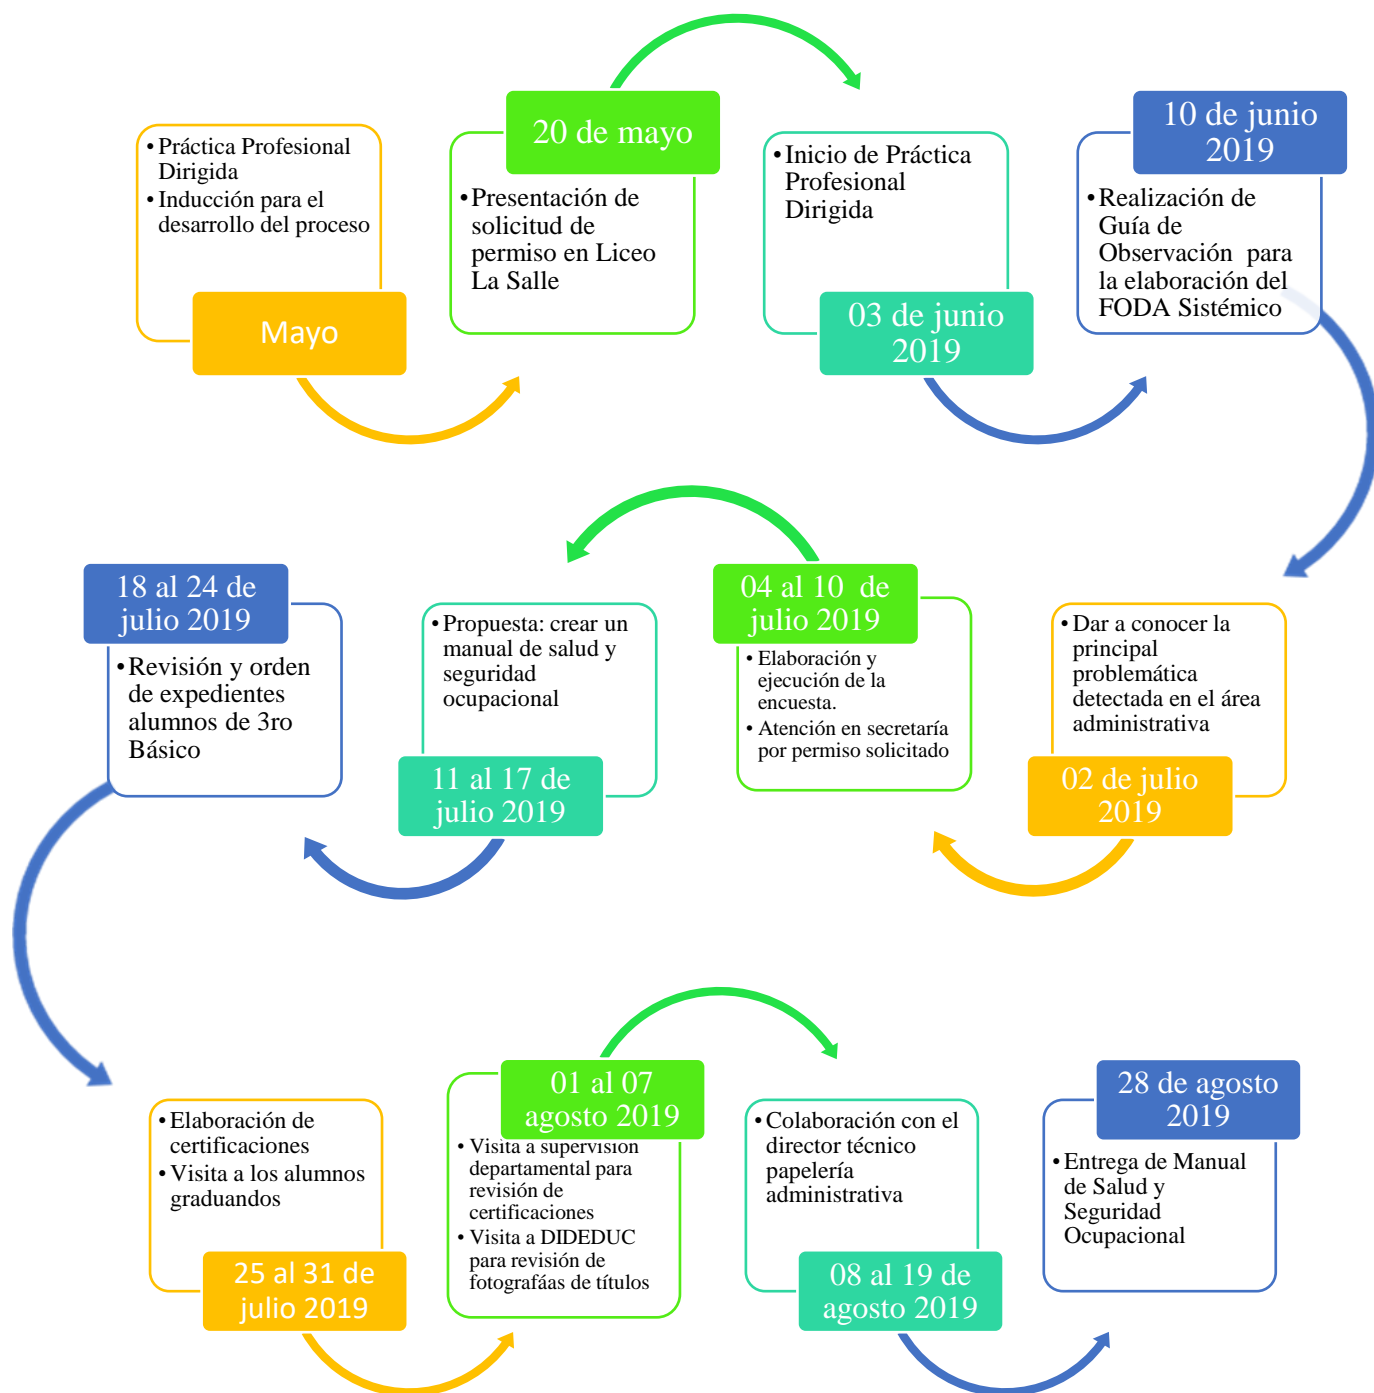 • Práctica Profesional
Dirigida
• Inducción para el
desarrollo del proceso
Mayo
20 de mayo
• Presentación de
solicitud de
permiso en Liceo
La Salle
• Inicio de Práctica
Profesional
Dirigida
03 de junio
2019
10 de junio
2019
• Realización de
Guía de
Observación para
la elaboración del
FODA Sistémico
• Dar a conocer la
principal
problemática
detectada en el área
administrativa
02 de julio
2019
04 al 10 de
julio 2019
• Elaboración y
ejecución de la
encuesta.
• Atención en secretaría
por permiso solicitado
• Propuesta: crear un
manual de salud y
seguridad
ocupacional
11 al 17 de
julio 2019
18 al 24 de
julio 2019
• Revisión y orden
de expedientes
alumnos de 3ro
Básico
• Elaboración de
certificaciones
• Visita a los alumnos
graduandos
25 al 31 de
julio 2019
01 al 07
agosto 2019
• Visita a supervisión
departamental para
revisión de
certificaciones
• Visita a DIDEDUC
para revisión de
fotografáas de títulos
• Colaboración con el
director técnico
papelería
administrativa
08 al 19 de
agosto 2019
28 de agosto
2019
• Entrega de Manual
de Salud y
Seguridad
Ocupacional